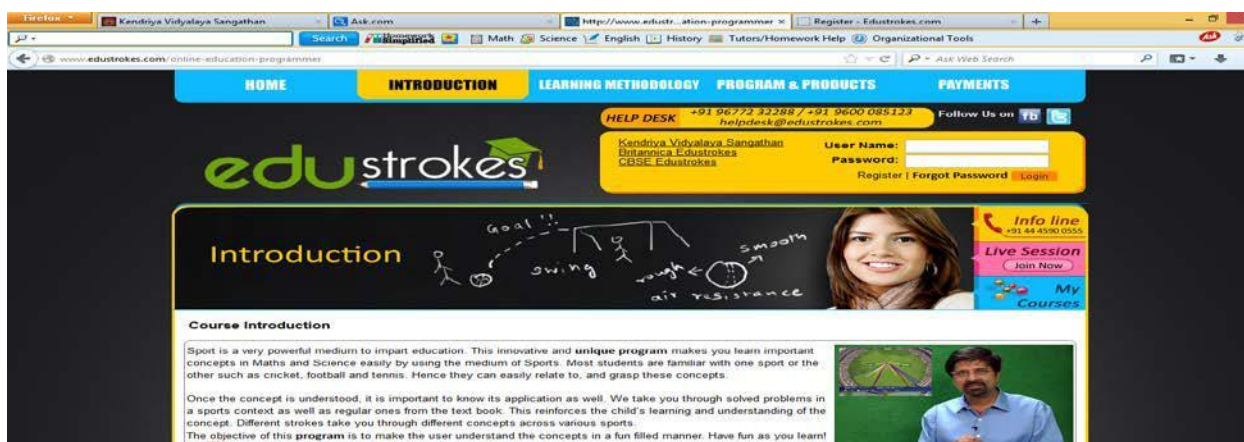 Firefox
Kendriya Vidyalaya Sangathan
Ask.com
http://www.edustr...ation-programmer
Register - Edustrokes.com
Search
Homework Simplified
Math
Science
English
History
Tutors/Homework Help
Organizational Tools
Ask
www.edustrokes.com/online-education-programmer
Ask Web Search
HOME
INTRODUCTION
LEARNING METHODOLOGY
PROGRAM & PRODUCTS
PAYMENTS
HELP DESK
+91 96772 32288 / +91 9600 085123
helpdesk@edustrokes.com
Follow Us on
edustrokes
Kendriya Vidyalaya Sangathan
Britannica Edustrokes
CBSE Edustrokes
User Name:
Password:
Register | Forgot Password Login
Introduction
Goal !!
swing
rough
smooth
air resistance
Info line
+91 44 4590 0555
Live Session
Join Now
My Courses
Course Introduction
Sport is a very powerful medium to impart education. This innovative and unique program makes you learn important
concepts in Maths and Science easily by using the medium of Sports. Most students are familiar with one sport or the
other such as cricket, football and tennis. Hence they can easily relate to, and grasp these concepts.
Once the concept is understood, it is important to know its application as well. We take you through solved problems in
a sports context as well as regular ones from the text book. This reinforces the child's learning and understanding of the
concept. Different strokes take you through different concepts across various sports.
The objective of this program is to make the user understand the concepts in a fun filled manner. Have fun as you learn!